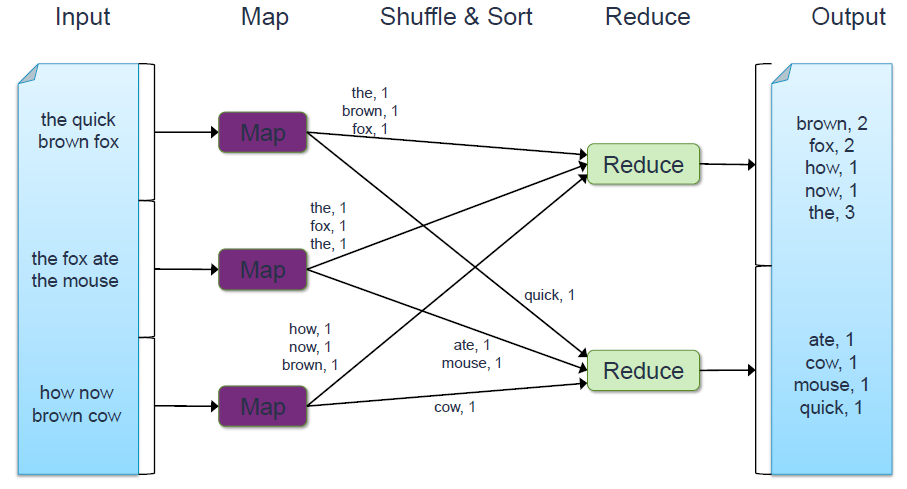 Input
Map
Shuffle & Sort
Reduce
Output
the quick
brown fox
the fox ate
the mouse
how now
brown cow
Map
Map
Map
the, 1
brown, 1
fox, 1
the, 1
fox, 1
the, 1
how, 1
now, 1
brown, 1
quick, 1
ate, 1
mouse, 1
cow, 1
Reduce
Reduce
brown, 2
fox, 2
how, 1
now, 1
the, 3
ate, 1
cow, 1
mouse, 1
quick, 1